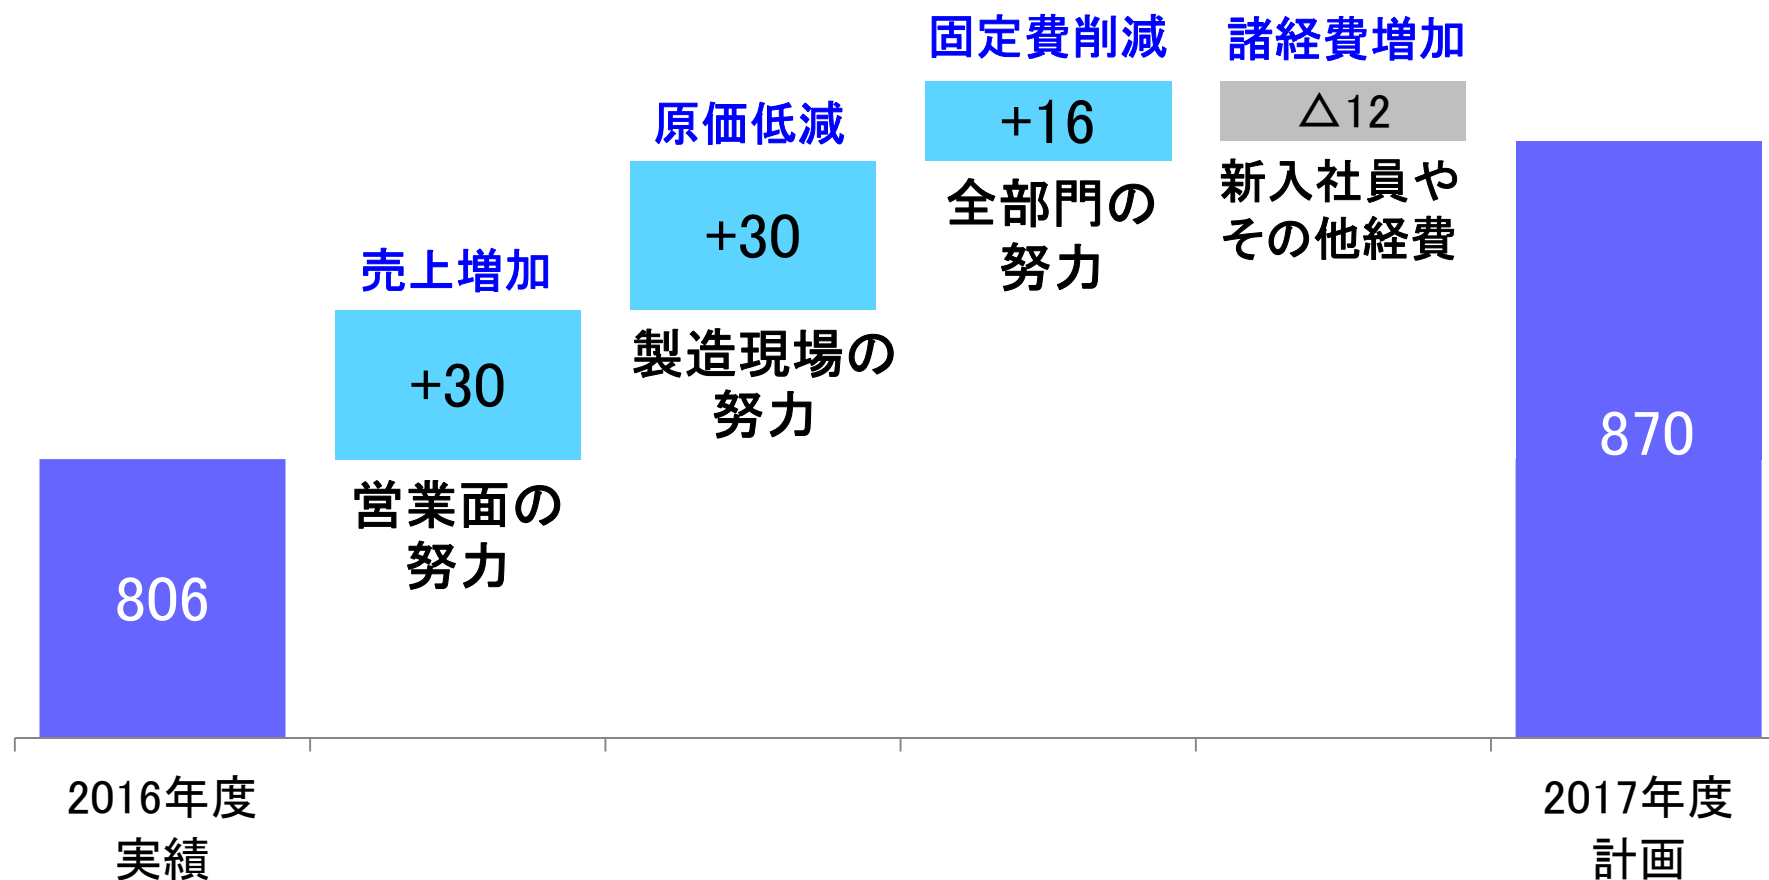 固定費削減
諸経費増加
原価低減
+16
△12
売上増加
+30
全部門の
努力
新入社員や
その他経費
+30
製造現場の
努力
営業面の
努力
806
870
2016年度
実績
2017年度
計画